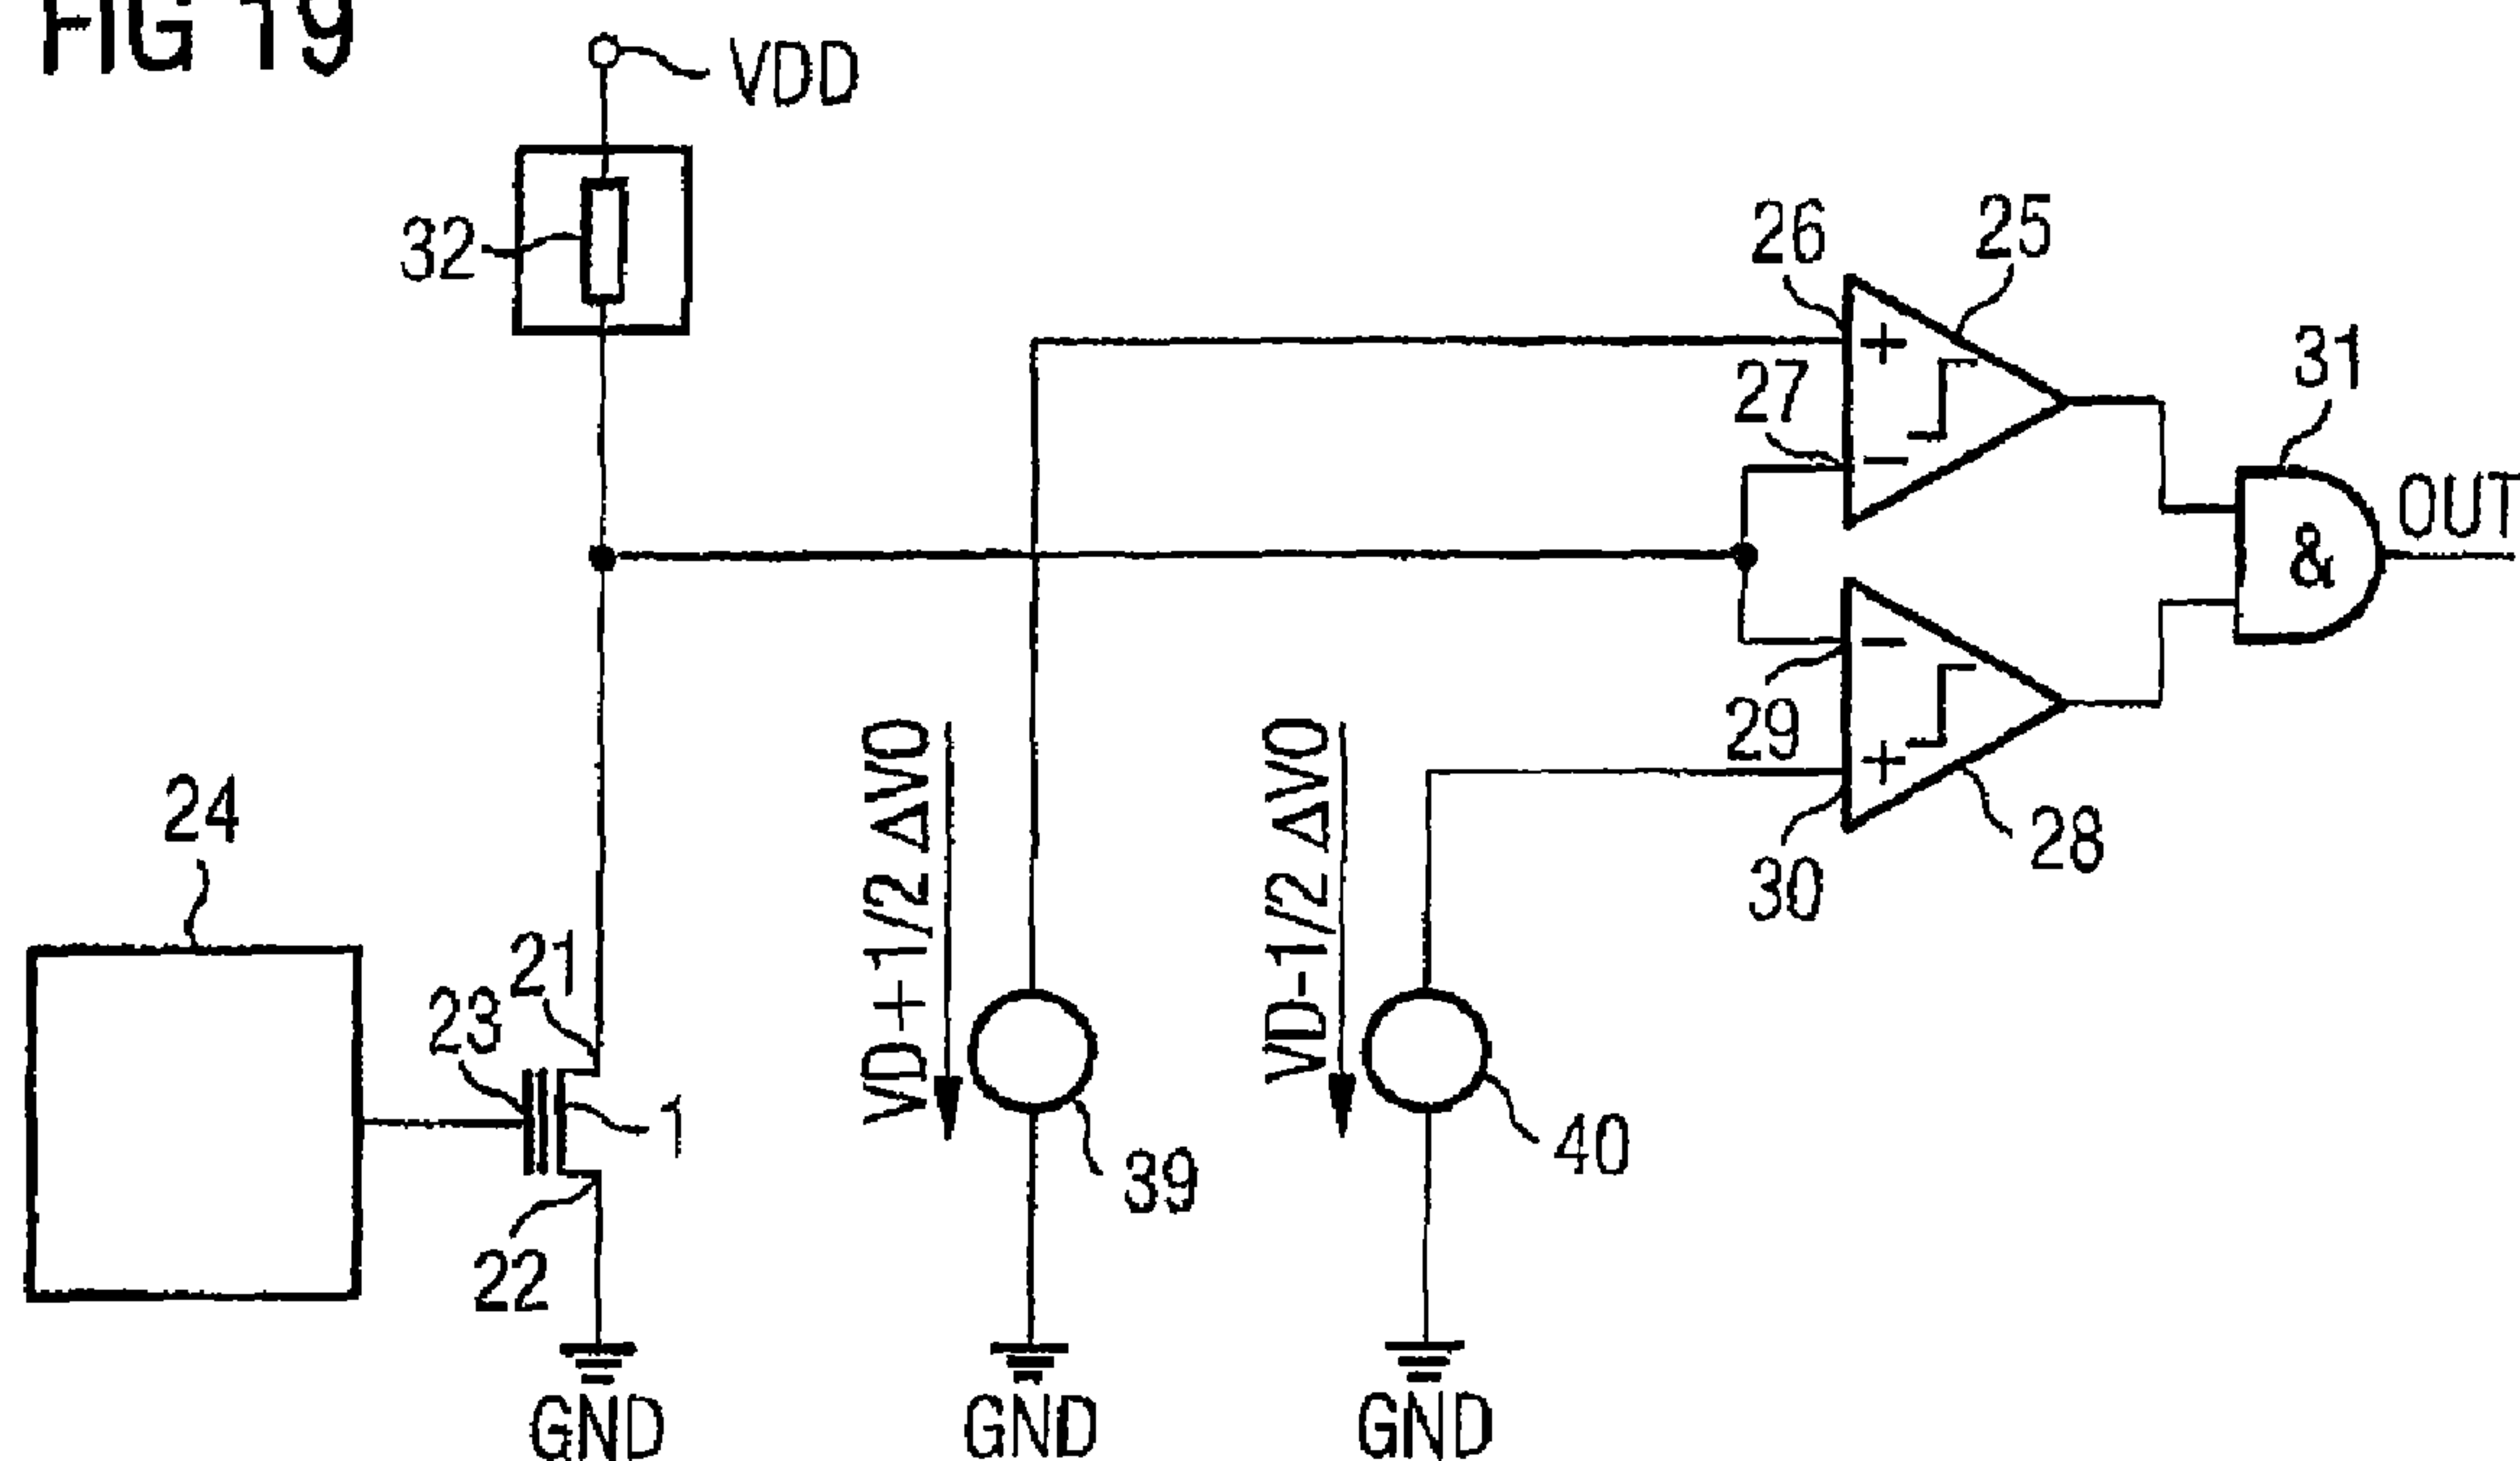 FIG 19
VDD
32
26
25
+
27
−
31
OUT
&
−
29
+
28
30
VD+1/2 ΔVO
VD-1/2 ΔVO
24
21
23
1
22
39
40
GND
GND
GND